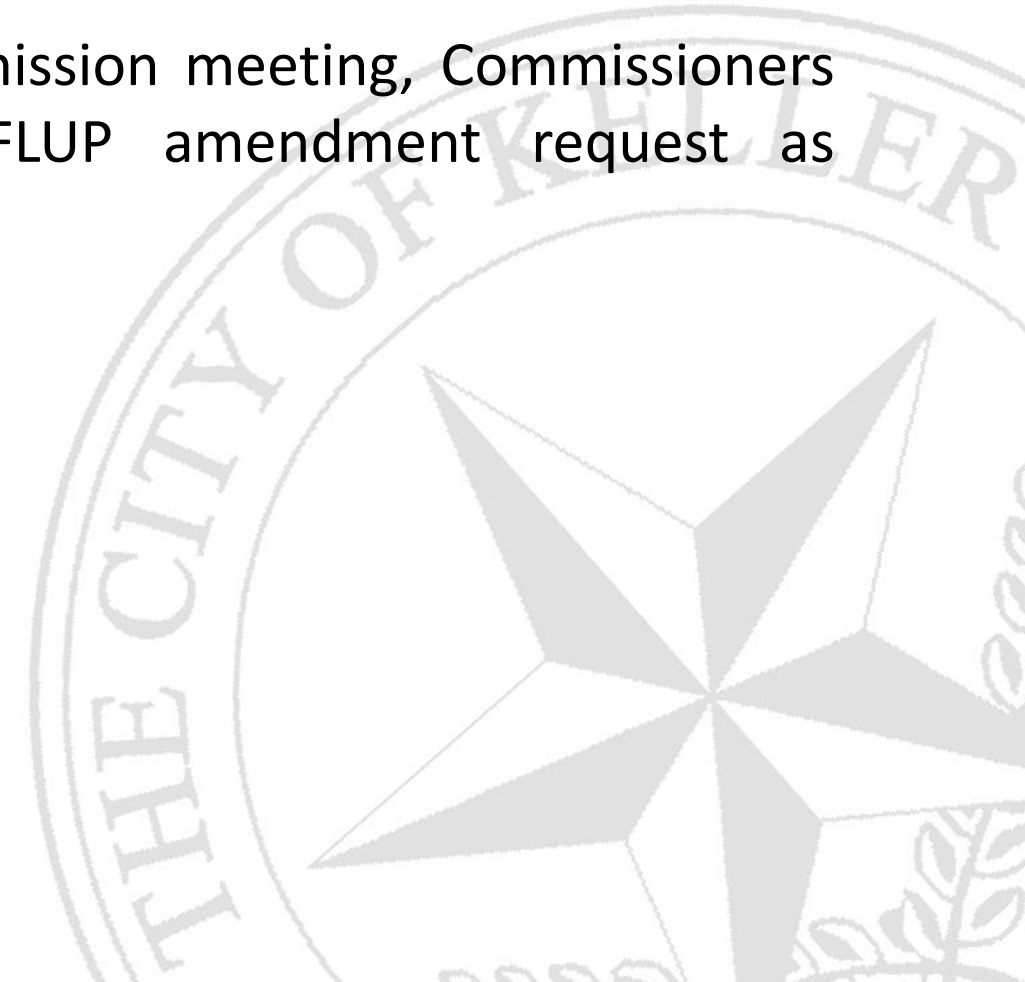 mission meeting, Commissioners
FLUP amendment request as
THE CITY OF KELLER